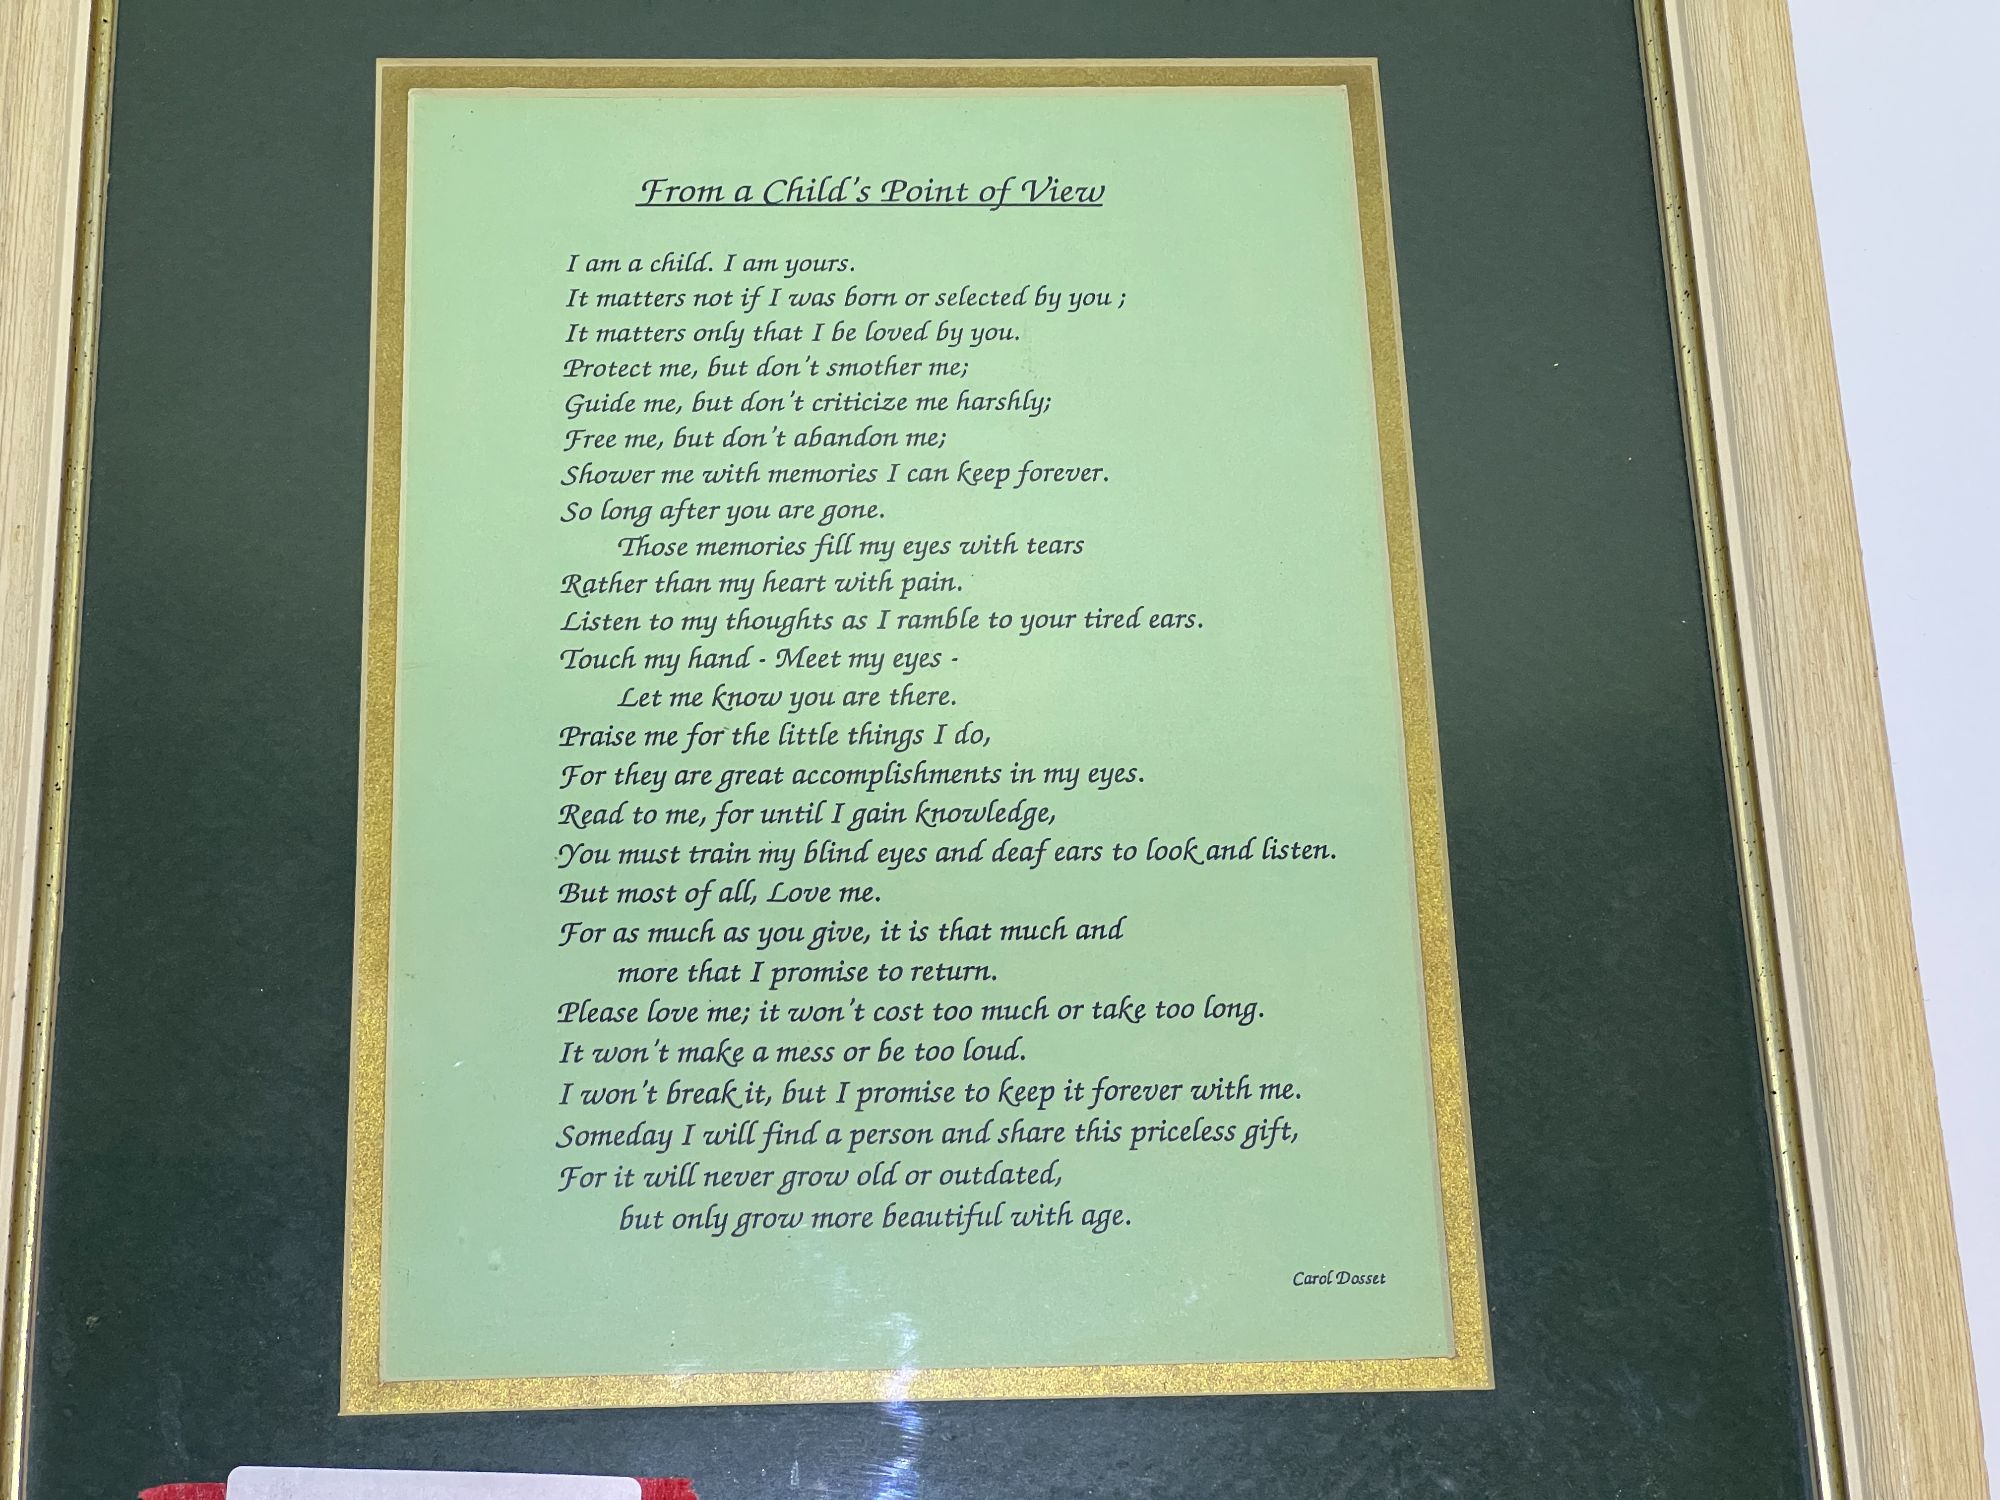 From a Child's Point of View
I am a child. I am yours.
It matters not if I was born or selected by you ;
It matters only that I be loved by you.
Protect me, but don't smother me;
Guide me, but don't criticize me harshly;
Free me, but don't abandon me;
Shower me with memories I can keep forever.
So long after you are gone.
Those memories fill my eyes with tears
Rather than my heart with pain.
Listen to my thoughts as I ramble to your tired ears.
Touch my hand - Meet my eyes -
Let me know you are there.
Praise me for the little things I do,
For they are great accomplishments in my eyes.
Read to me, for until I gain knowledge,
You must train my blind eyes and deaf ears to look and listen.
But most of all, Love me.
For as much as you give, it is that much and
more that I promise to return.
Please love me; it won't cost too much or take too long.
It won't make a mess or be too loud.
I won't break it, but I promise to keep it forever with me.
Someday I will find a person and share this priceless gift,
For it will never grow old or outdated,
but only grow more beautiful with age.
Carol Dosset